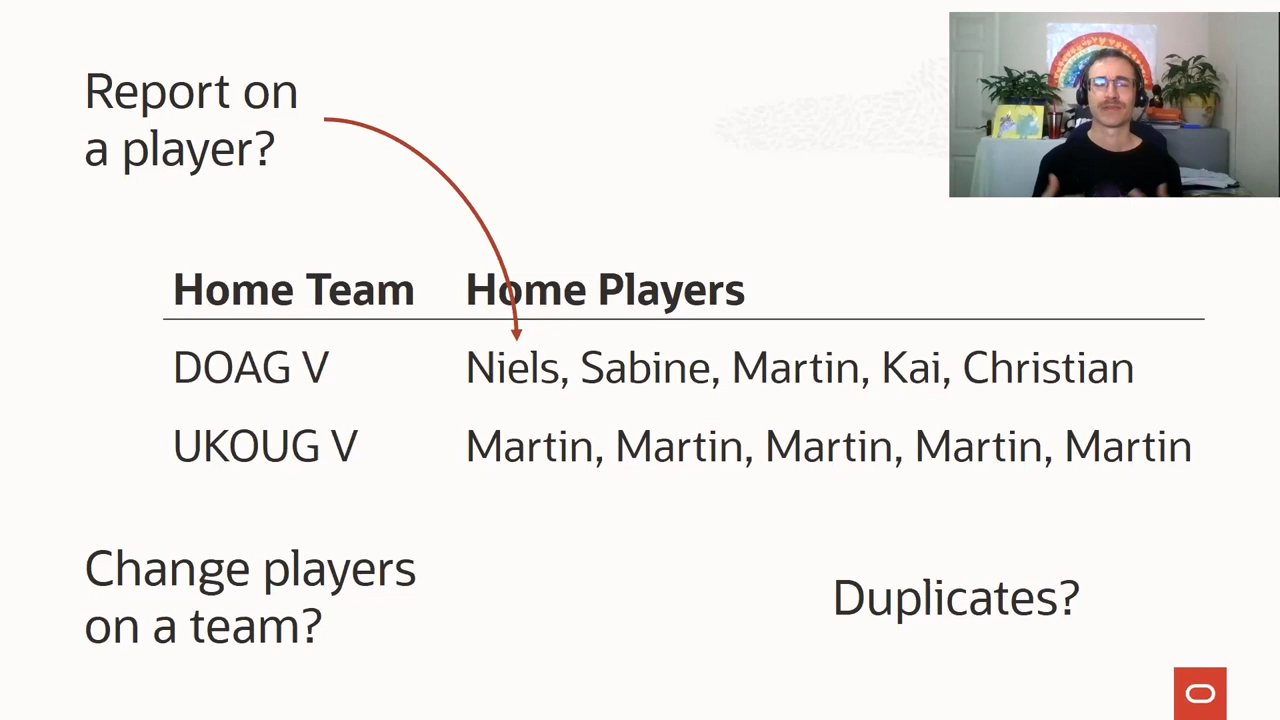 Report on
a player?
Home Team Home Players
DOAG V Niels, Sabine, Martin, Kai, Christian
UKOUG V Martin, Martin, Martin, Martin, Martin
Change players
on a team?
Duplicates?